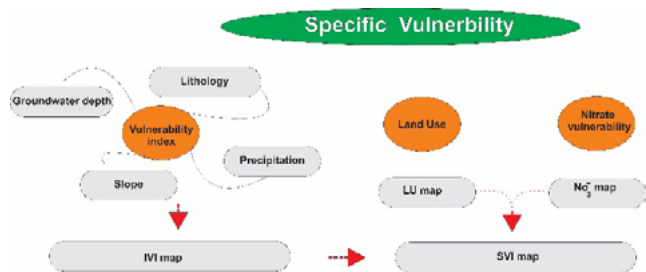 Specific Vulnerbility
Lithology
Groundwater depth
Vulnerability
index
Land Use
Nitrate
vulnerability
Precipitation
Slope
LU map
No₃⁻ map
IVI map
SVI map